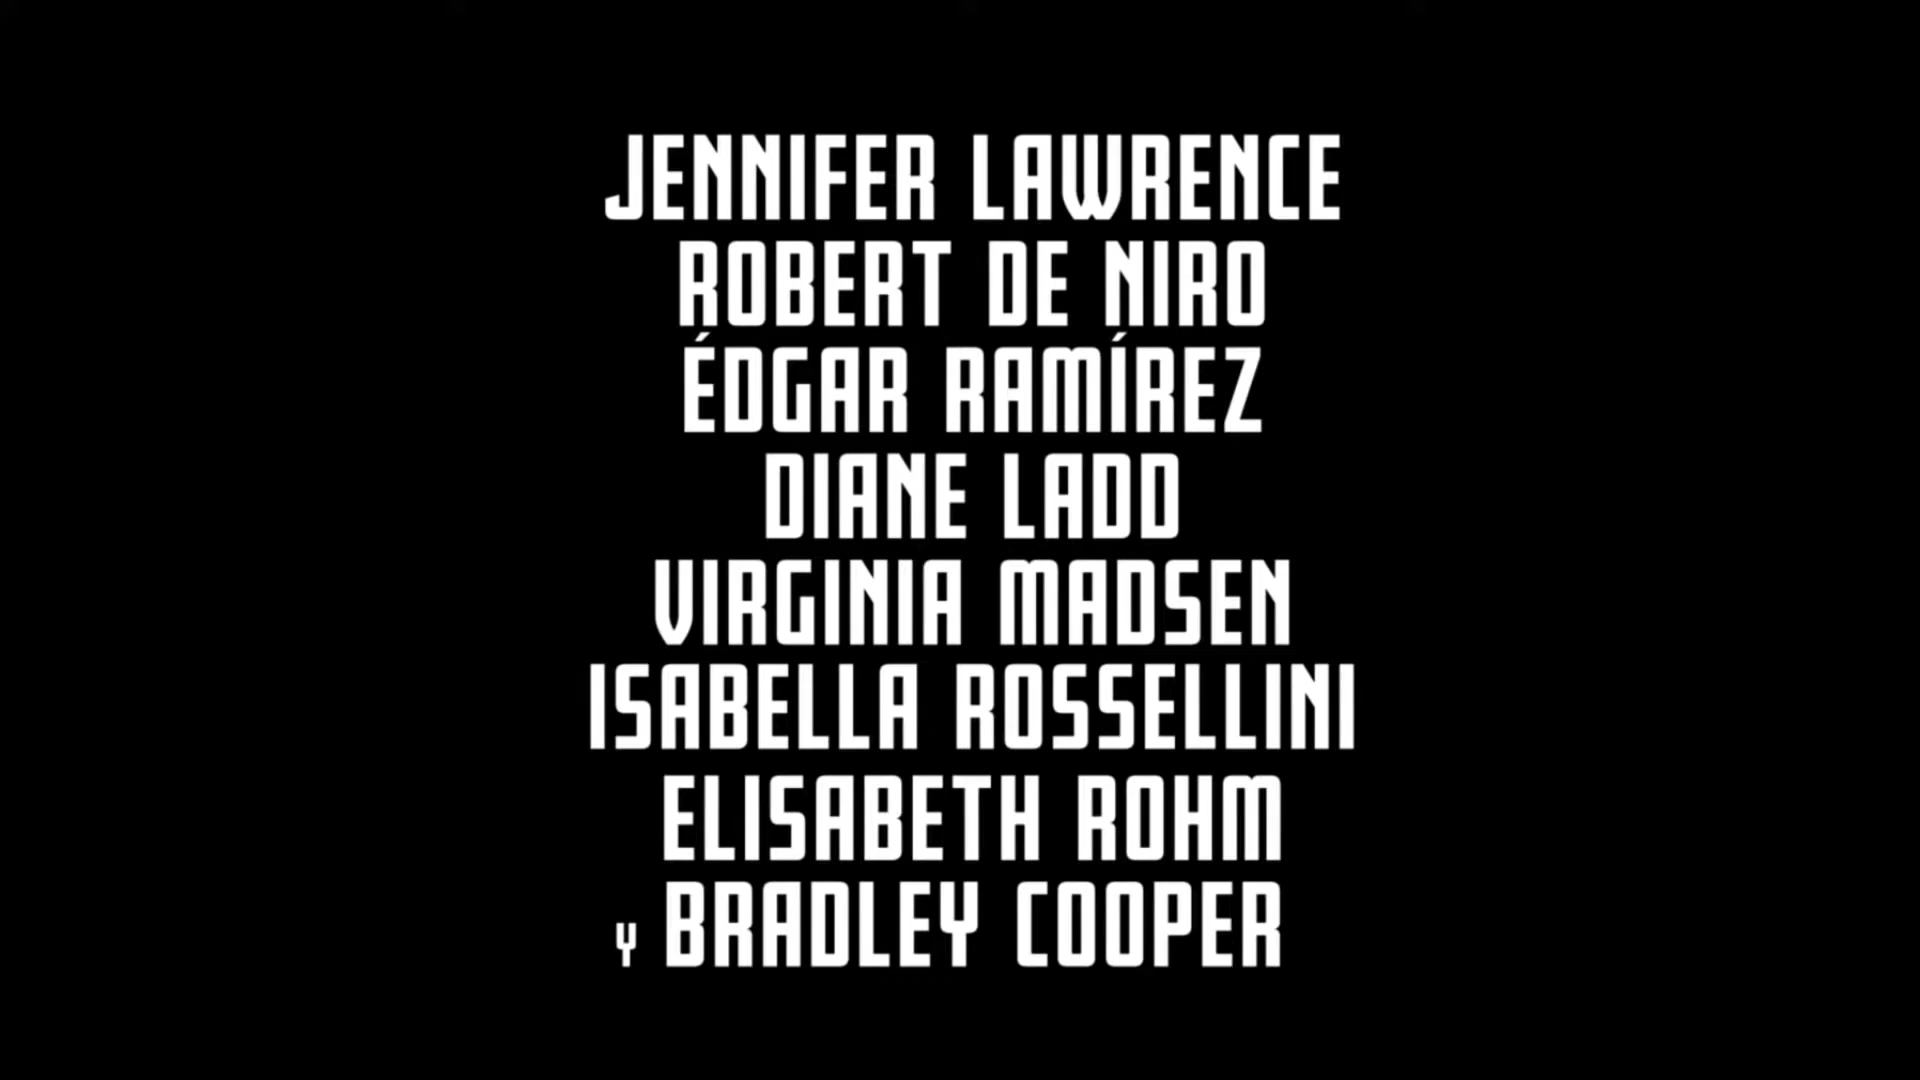 JENNIFER LAWRENCE
ROBERT DE NIRO
ÉDGAR RAMÍREZ
DIANE LADD
VIRGINIA MADSEN
ISABELLA ROSSELLINI
ELISABETH ROHM
Y BRADLEY COOPER